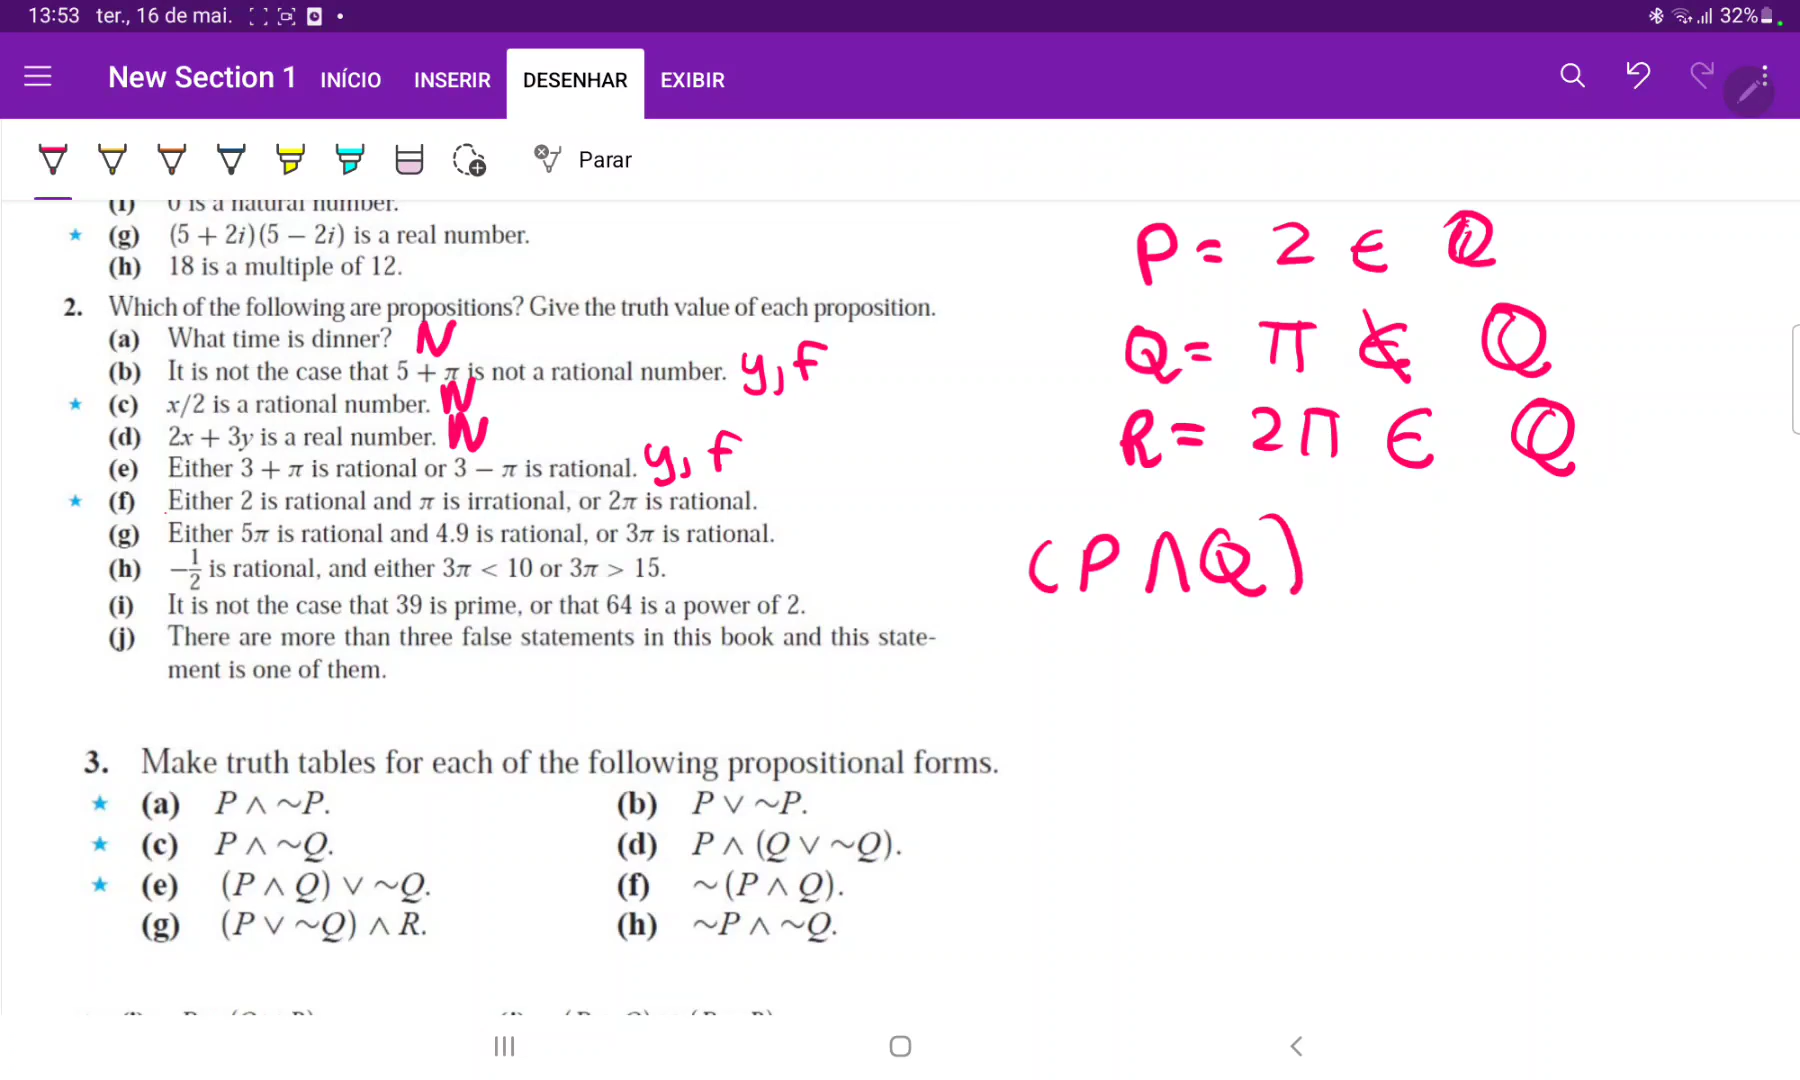 13:53 ter., 16 de mai. 32%
New Section 1 INÍCIO INSERIR DESENHAR EXIBIR
Parar
0 is a natural number.
★ (g) (5 + 2i)(5 − 2i) is a real number.
(h) 18 is a multiple of 12.
2. Which of the following are propositions? Give the truth value of each proposition.
(a) What time is dinner? N
(b) It is not the case that 5 + π is not a rational number. y, F
★ (c) x/2 is a rational number. N
(d) 2x + 3y is a real number. N
(e) Either 3 + π is rational or 3 − π is rational. y, F
★ (f) Either 2 is rational and π is irrational, or 2π is rational.
(g) Either 5π is rational and 4.9 is rational, or 3π is rational.
(h) −1/2 is rational, and either 3π < 10 or 3π > 15.
(i) It is not the case that 39 is prime, or that 64 is a power of 2.
(j) There are more than three false statements in this book and this state-
ment is one of them.
P = 2 ∈ ℚ
Q = π ∉ ℚ
R = 2π ∈ ℚ
(P ∧ Q)
3. Make truth tables for each of the following propositional forms.
★ (a) P ∧ ~P. (b) P ∨ ~P.
★ (c) P ∧ ~Q. (d) P ∧ (Q ∨ ~Q).
★ (e) (P ∧ Q) ∨ ~Q. (f) ~(P ∧ Q).
(g) (P ∨ ~Q) ∧ R. (h) ~P ∧ ~Q.